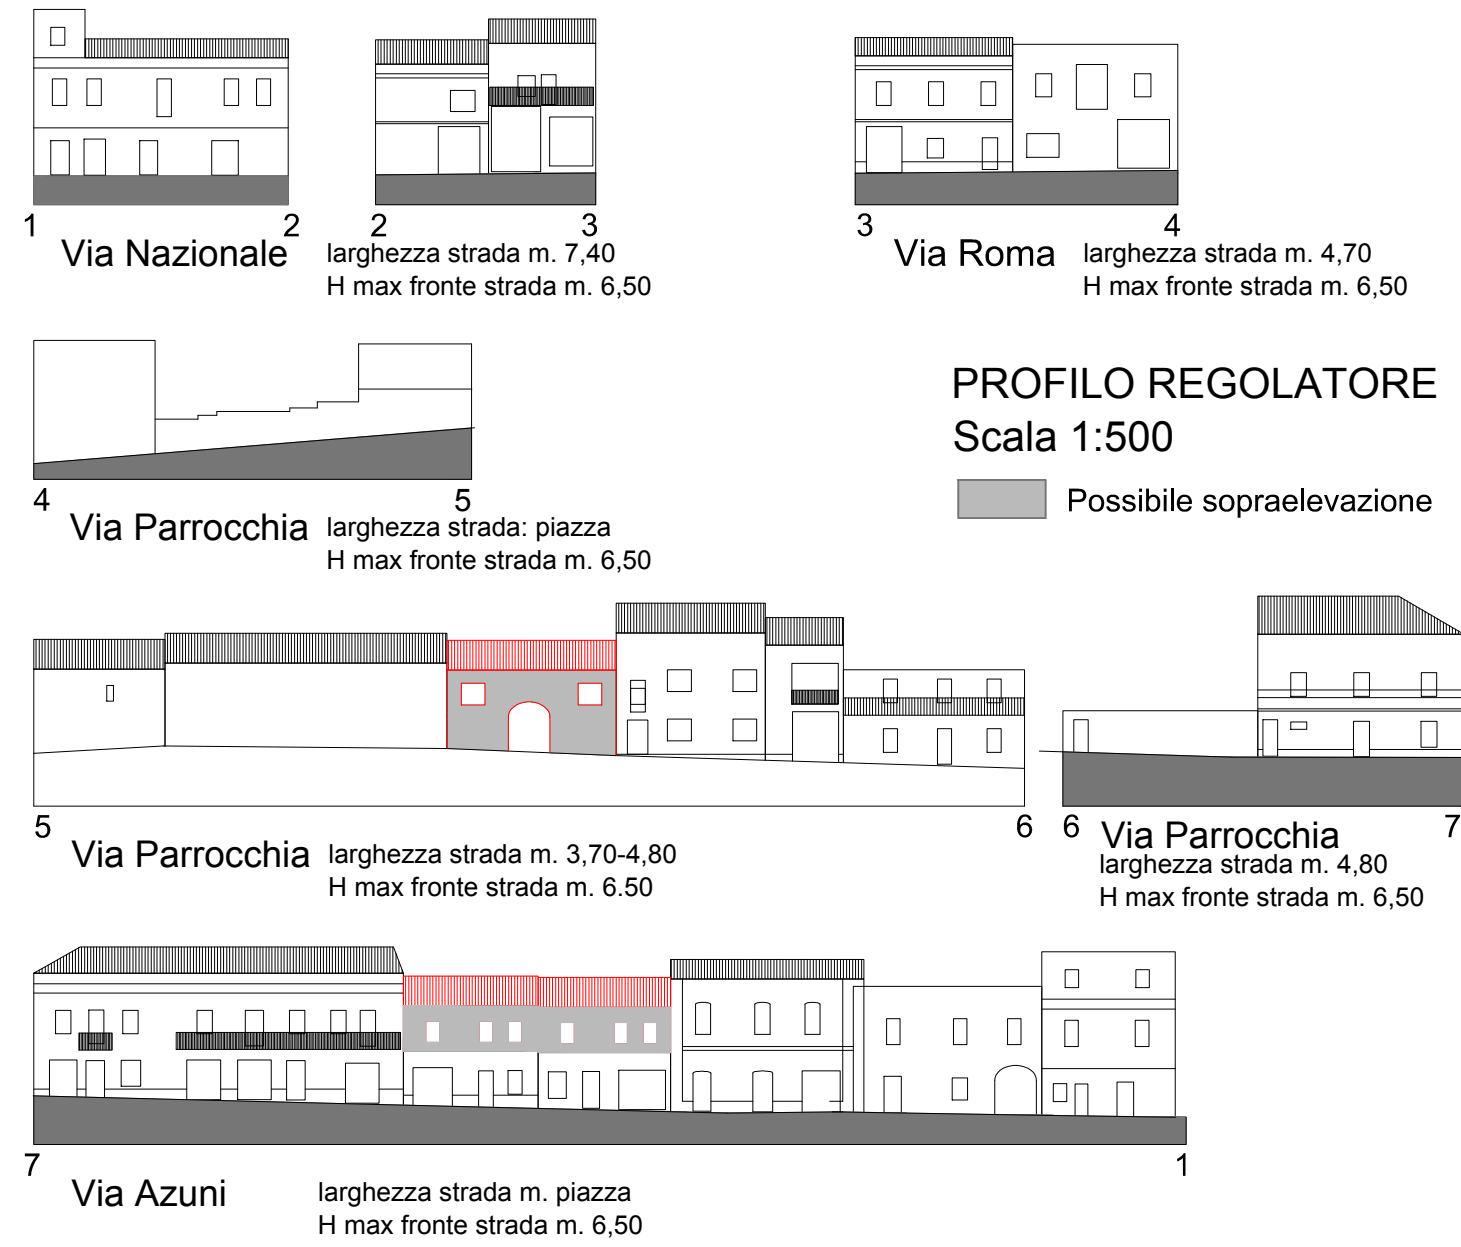 1 2 2 3 3 4
Via Nazionale
larghezza strada m. 7,40
H max fronte strada m. 6,50
Via Roma
larghezza strada m. 4,70
H max fronte strada m. 6,50
PROFILO REGOLATORE
Scala 1:500
Possibile sopraelevazione
4 5
Via Parrocchia
larghezza strada: piazza
H max fronte strada m. 6,50
5 6
Via Parrocchia
larghezza strada m. 3,70-4,80
H max fronte strada m. 6.50
6 7
Via Parrocchia
larghezza strada m. 4,80
H max fronte strada m. 6,50
7 1
Via Azuni
larghezza strada m. piazza
H max fronte strada m. 6,50